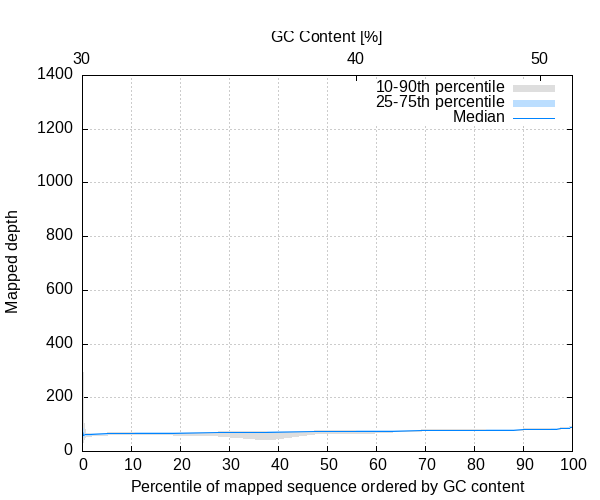 GC Content [%]
30 40 50
1400
1200
1000
800
600
400
200
0
10-90th percentile
25-75th percentile
Median
Mapped depth
0 10 20 30 40 50 60 70 80 90 100
Percentile of mapped sequence ordered by GC content